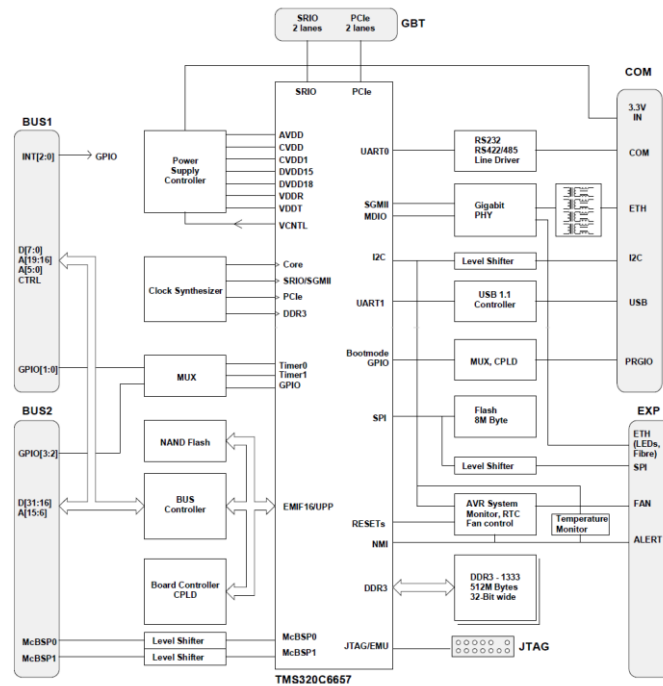 SRIO
2 lanes
PCIe
2 lanes
GBT
SRIO
PCIe
BUS1
INT[2:0]
GPIO
D[7:0]
A[19:16]
A[5:0]
CTRL
GPIO[1:0]
BUS2
GPIO[3:2]
D[31:16]
A[15:6]
McBSP0
McBSP1
Power
Supply
Controller
AVDD
CVDD
CVDD1
DVDD15
DVDD18
VDDR
VDDT
VCNTL
Clock Synthesizer
Core
SRIO/SGMII
PCIe
DDR3
MUX
Timer0
Timer1
GPIO
NAND Flash
BUS
Controller
EMIF16/UPP
Board Controller
CPLD
Level Shifter
Level Shifter
McBSP0
McBSP1
TMS320C6657
UART0
SGMII
MDIO
I2C
UART1
Bootmode
GPIO
SPI
RESETs
NMI
DDR3
JTAG/EMU
RS232
RS422/485
Line Driver
Gigabit
PHY
Level Shifter
USB 1.1
Controller
MUX, CPLD
Flash
8M Byte
Level Shifter
AVR System
Monitor, RTC
Fan control
Temperature
Monitor
DDR3 - 1333
512M Bytes
32-Bit wide
JTAG
COM
3.3V
IN
COM
ETH
I2C
USB
PRGIO
EXP
ETH
(LEDs,
Fibre)
SPI
FAN
ALERT